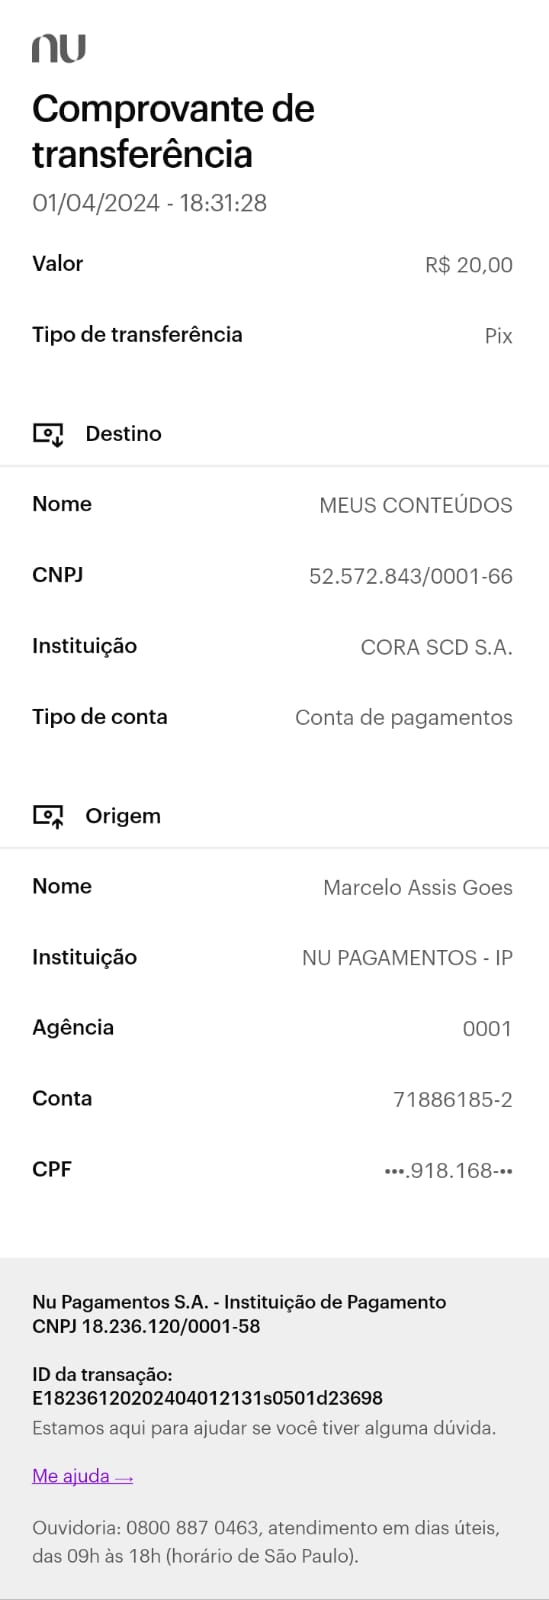 nu
Comprovante de
transferência
01/04/2024 - 18:31:28
Valor R$ 20,00
Tipo de transferência Pix
Destino
Nome MEUS CONTEÚDOS
CNPJ 52.572.843/0001-66
Instituição CORA SCD S.A.
Tipo de conta Conta de pagamentos
Origem
Nome Marcelo Assis Goes
Instituição NU PAGAMENTOS - IP
Agência 0001
Conta 71886185-2
CPF •••.918.168-••
Nu Pagamentos S.A. - Instituição de Pagamento
CNPJ 18.236.120/0001-58
ID da transação:
E18236120202404012131s0501d23698
Estamos aqui para ajudar se você tiver alguma dúvida.
Me ajuda →
Ouvidoria: 0800 887 0463, atendimento em dias úteis,
das 09h às 18h (horário de São Paulo).